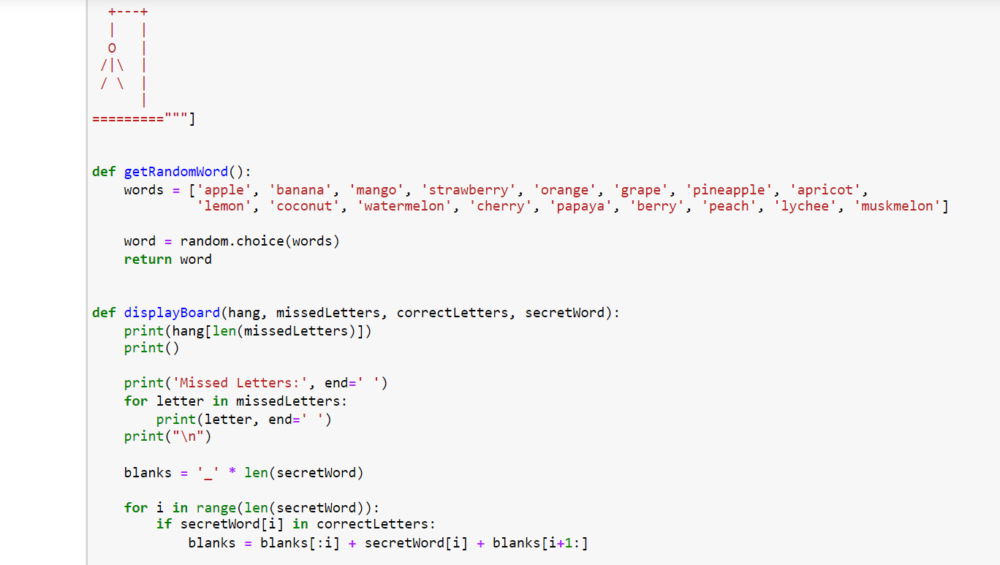 +---+
  |   |
  O   |
 /|\  |
 / \  |
      |
========="""]
def getRandomWord():
    words = ['apple', 'banana', 'mango', 'strawberry', 'orange', 'grape', 'pineapple', 'apricot',
             'lemon', 'coconut', 'watermelon', 'cherry', 'papaya', 'berry', 'peach', 'lychee', 'muskmelon']
    word = random.choice(words)
    return word
def displayBoard(hang, missedLetters, correctLetters, secretWord):
    print(hang[len(missedLetters)])
    print()
    print('Missed Letters:', end=' ')
    for letter in missedLetters:
        print(letter, end=' ')
    print("\n")
    blanks = '_' * len(secretWord)
    for i in range(len(secretWord)):
        if secretWord[i] in correctLetters:
            blanks = blanks[:i] + secretWord[i] + blanks[i+1:]